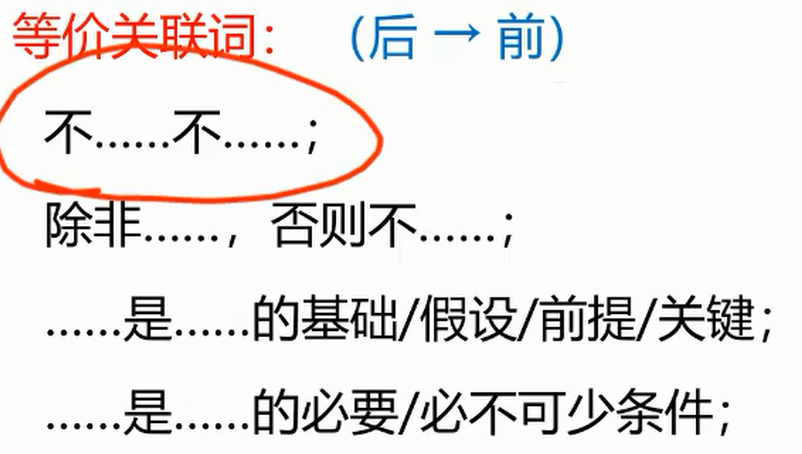 等价关联词：（后 → 前）
不……不……；
除非……，否则不……；
……是……的基础/假设/前提/关键；
……是……的必要/必不可少条件；